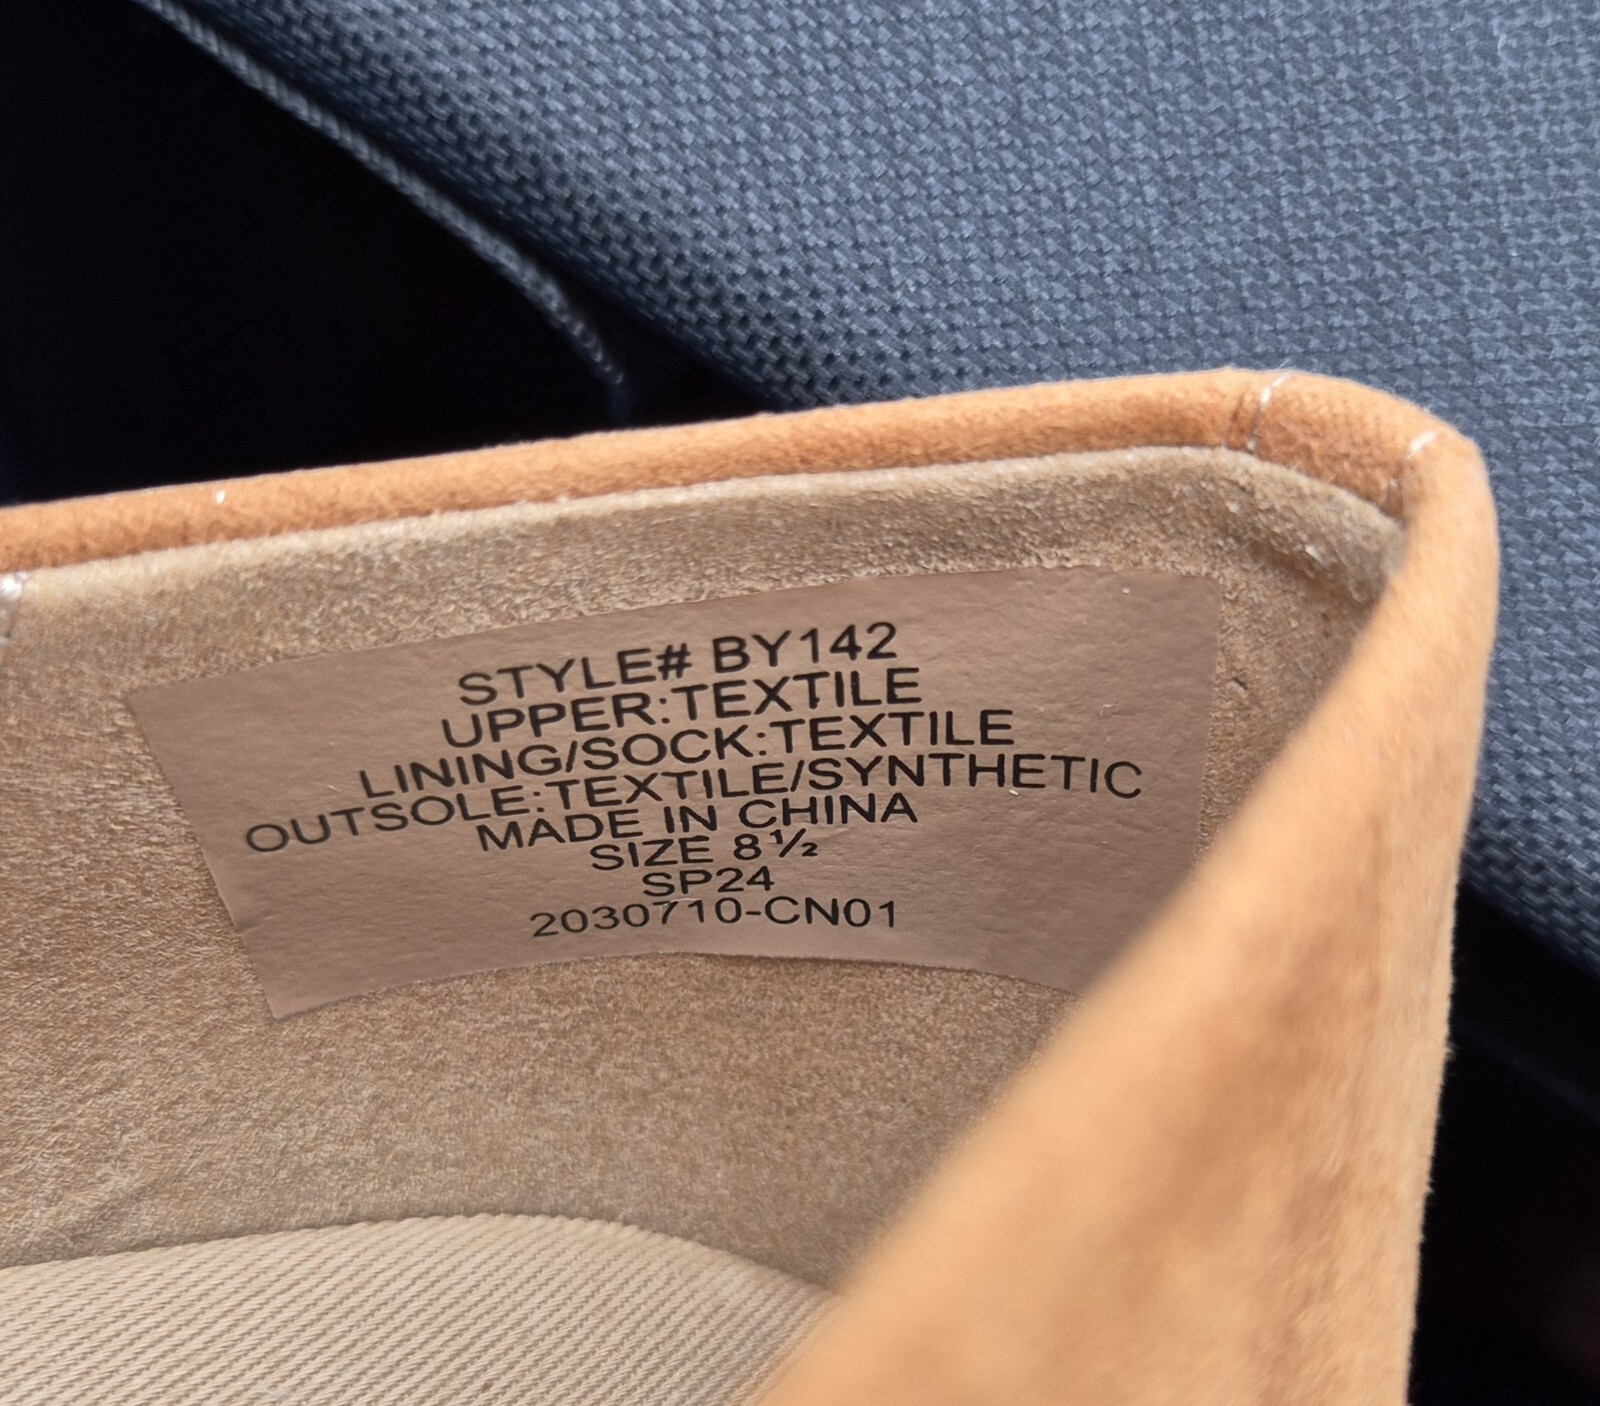 STYLE# BY142
UPPER:TEXTILE
LINING/SOCK:TEXTILE
OUTSOLE:TEXTILE/SYNTHETIC
MADE IN CHINA
SIZE 8½
SP24
2030710-CN01